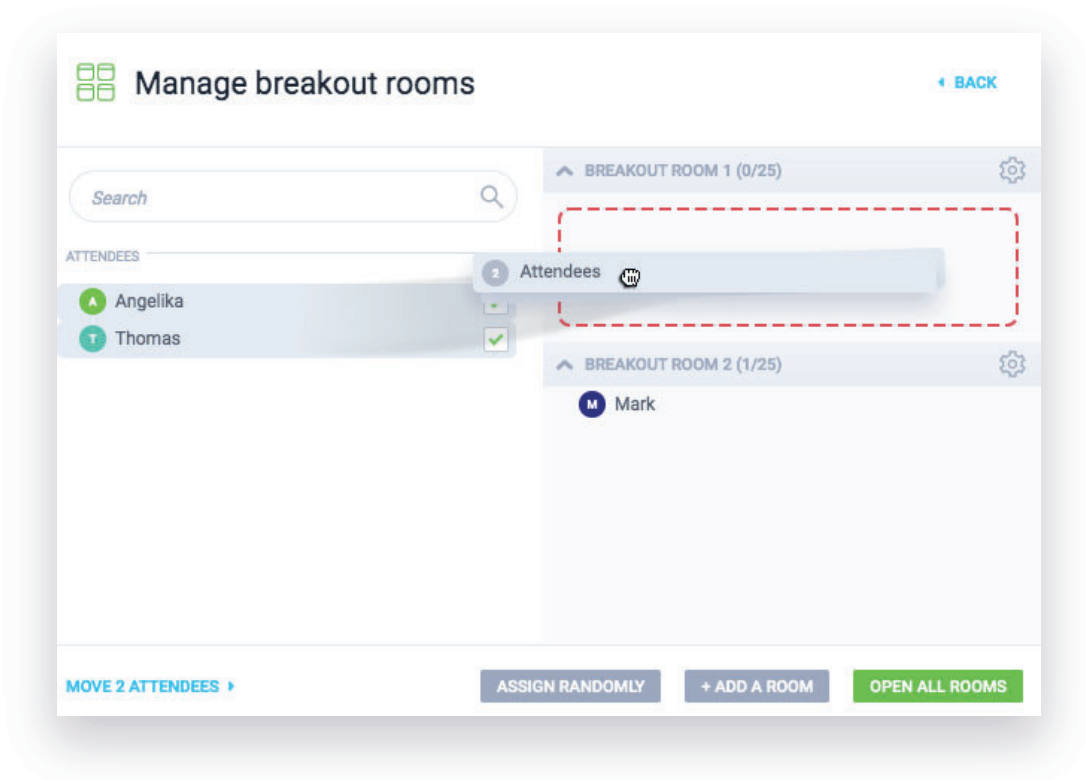 Manage breakout rooms
BACK
Search
ATTENDEES
A Angelika
T Thomas
2 Attendees
BREAKOUT ROOM 1 (0/25)
BREAKOUT ROOM 2 (1/25)
M Mark
MOVE 2 ATTENDEES
ASSIGN RANDOMLY
+ ADD A ROOM
OPEN ALL ROOMS